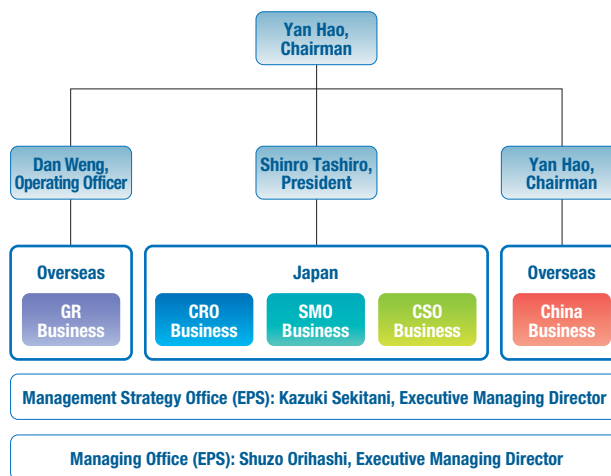 Yan Hao,
Chairman
Dan Weng,
Operating Officer
Shinro Tashiro,
President
Yan Hao,
Chairman
Overseas
GR
Business
Japan
CRO
Business
SMO
Business
CSO
Business
Overseas
China
Business
Management Strategy Office (EPS): Kazuki Sekitani, Executive Managing Director
Managing Office (EPS): Shuzo Orihashi, Executive Managing Director